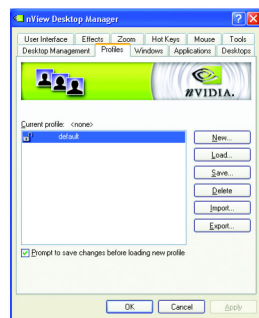 nView Desktop Manager
User Interface Effects Zoom Hot Keys Mouse Tools
Desktop Management Profiles Windows Applications Desktops
nVIDIA.
Current profile: <none>
default
New...
Load...
Save...
Delete
Import...
Export...
Prompt to save changes before loading new profile
OK Cancel Apply